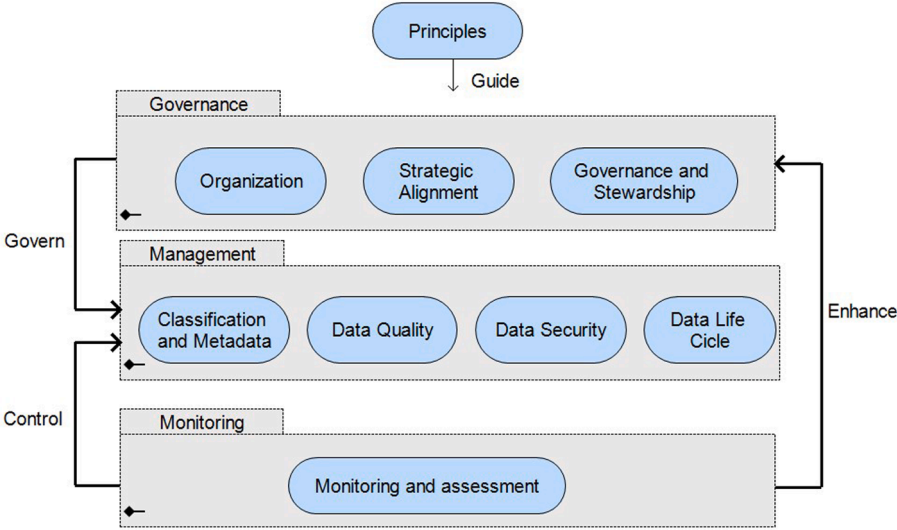 Principles
Guide
Governance
Organization
Strategic
Alignment
Governance and
Stewardship
Govern
Management
Classification
and Metadata
Data Quality
Data Security
Data Life
Cicle
Enhance
Control
Monitoring
Monitoring and assessment